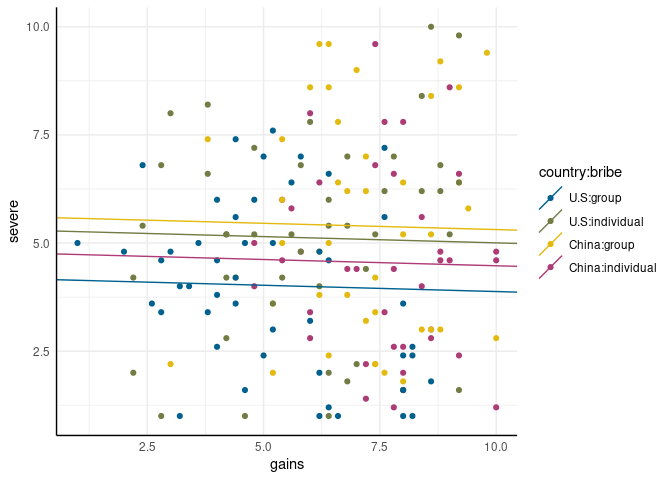 10.0
7.5
5.0
2.5
severe
2.5
5.0
7.5
10.0
gains
country:bribe
U.S:group
U.S:individual
China:group
China:individual